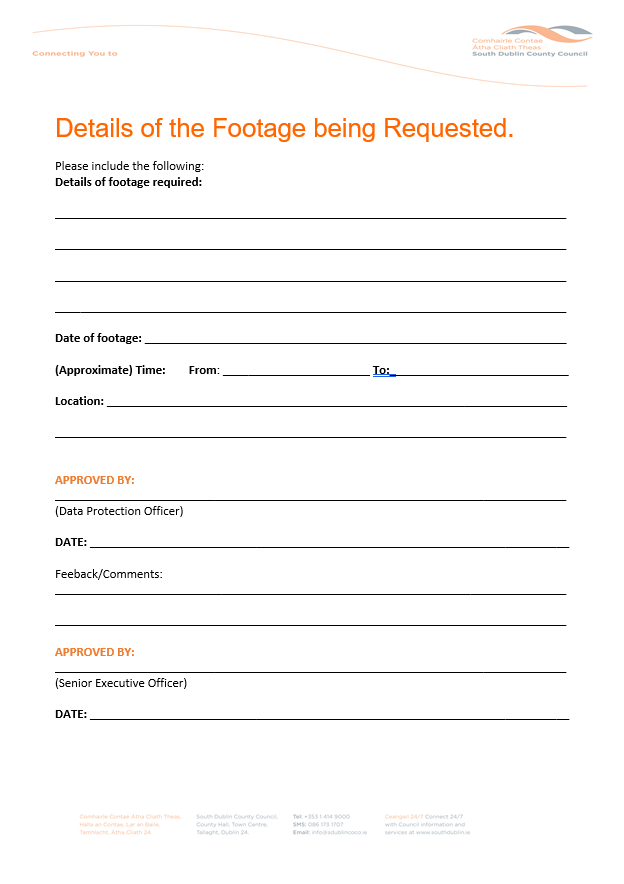 Connecting You to
Comhairle Contae
Átha Cliath Theas
South Dublin County Council
Details of the Footage being Requested.
Please include the following:
Details of footage required:
Date of footage:
(Approximate) Time: From: To:
Location:
APPROVED BY:
(Data Protection Officer)
DATE:
Feeback/Comments:
APPROVED BY:
(Senior Executive Officer)
DATE:
Comhairle Contae Átha Cliath Theas,
Halla an Contae, Lár an Baile,
Tamhlacht, Átha Cliath 24.
South Dublin County Council,
County Hall, Town Centre,
Tallaght, Dublin 24.
Tel: +353 1 414 9000
SMS: 086 173 1707
Email: info@sdublincoco.ie
Ceangail 24/7 Connect 24/7
with Council information and
services at www.southdublin.ie